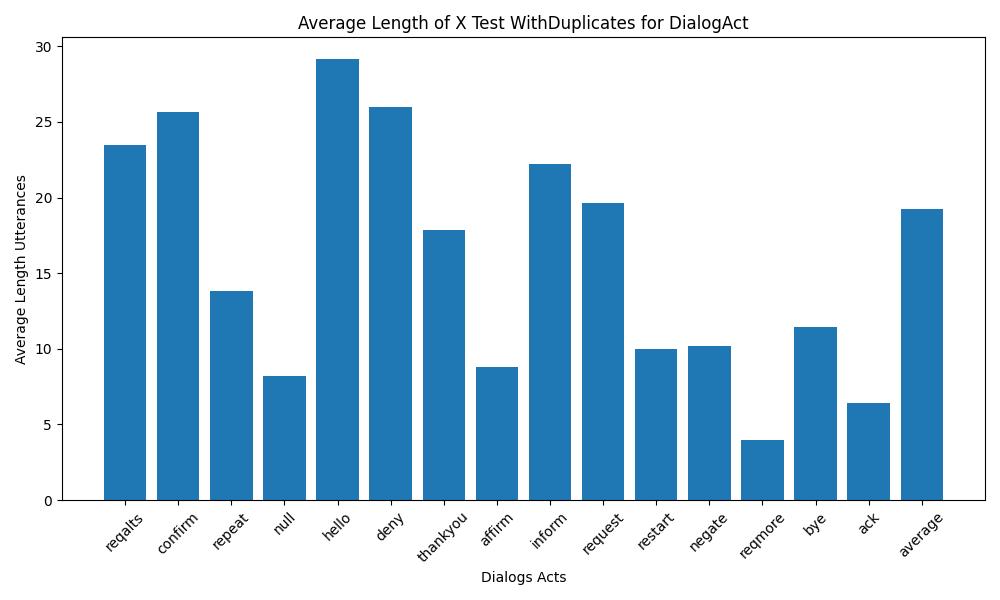 Average Length of X Test WithDuplicates for DialogAct
Average Length Utterances
30
25
20
15
10
5
0
reqalts
confirm
repeat
null
hello
deny
thankyou
affirm
inform
request
restart
negate
reqmore
bye
ack
average
Dialogs Acts